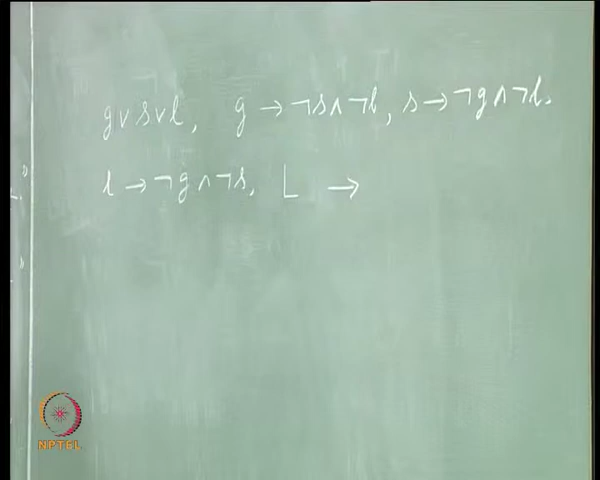 g∨s∨l, g→¬s∧¬l, s→¬g∧¬l.
l→¬g∧¬s, L →
NPTEL